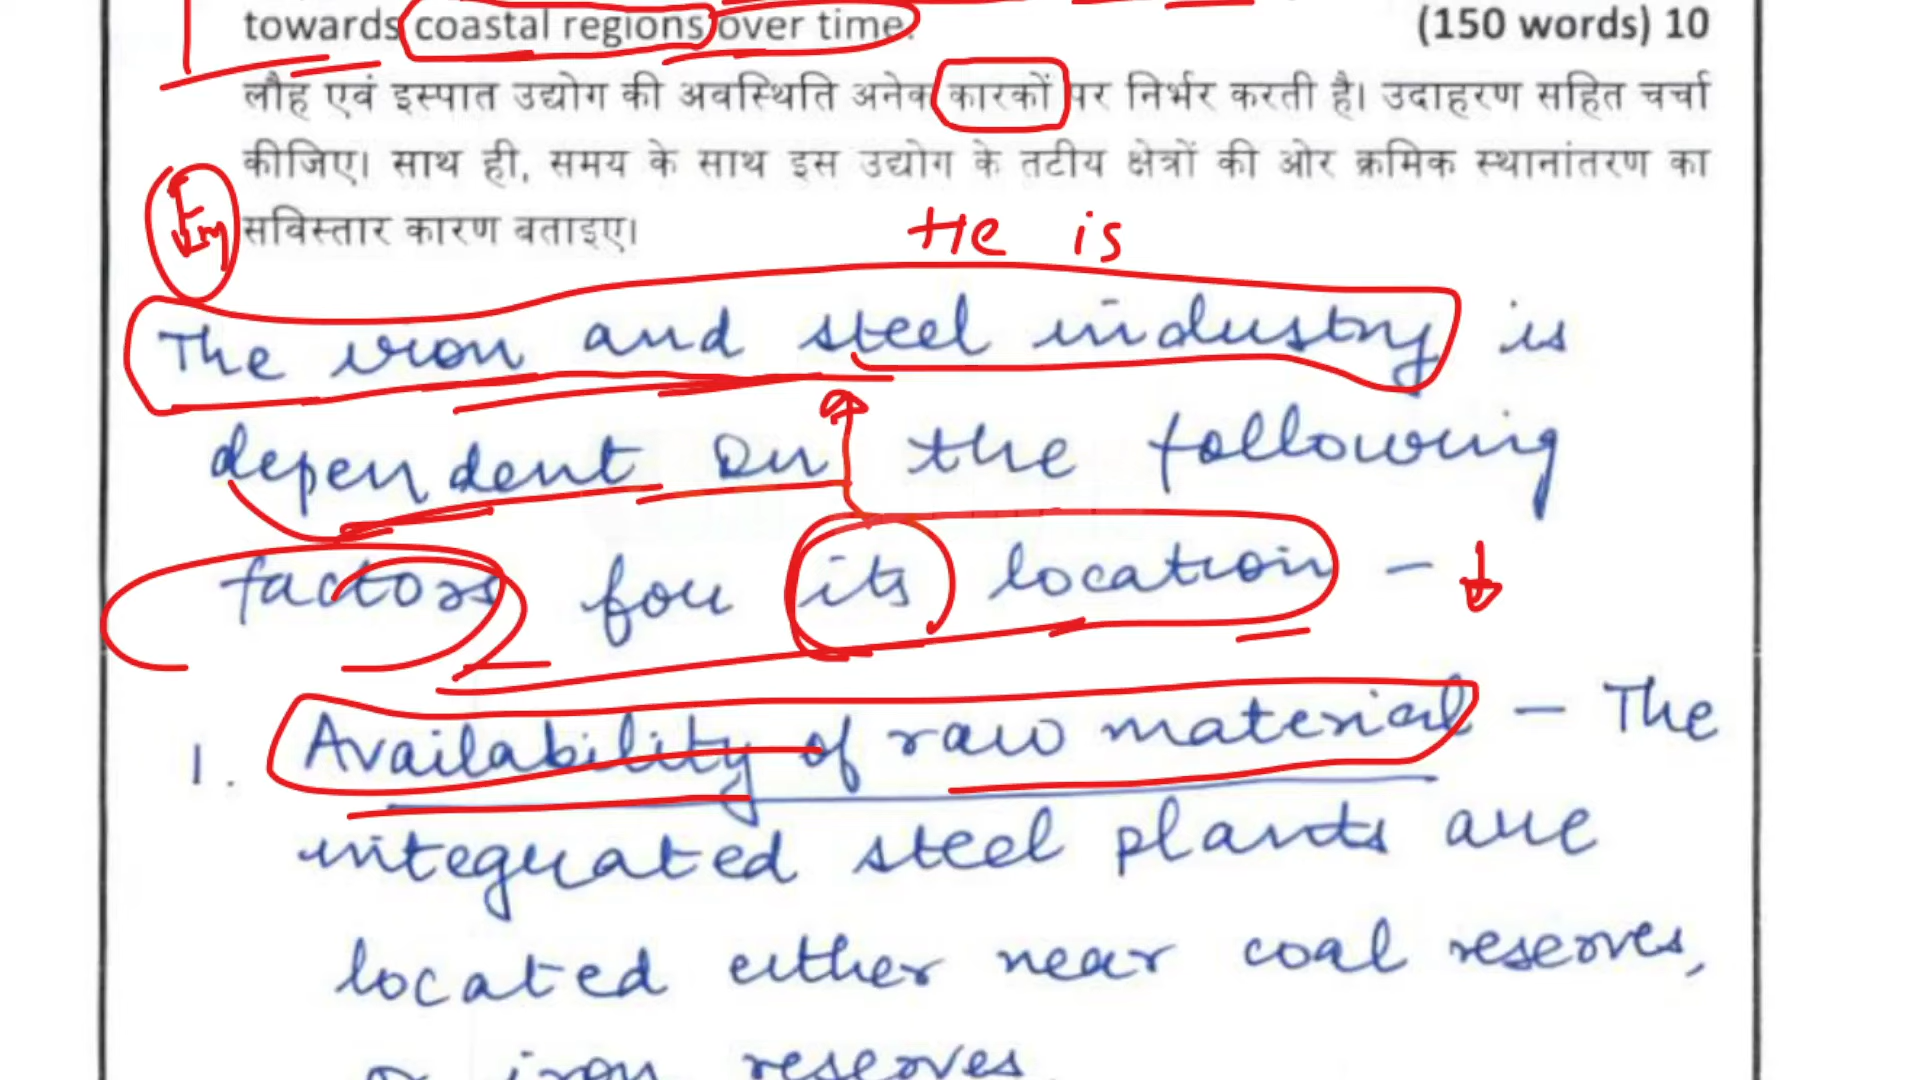 towards coastal regions over time. (150 words) 10
लौह एवं इस्पात उद्योग की अवस्थिति अनेक कारकों पर निर्भर करती है। उदाहरण सहित चर्चा
कीजिए। साथ ही, समय के साथ इस उद्योग के तटीय क्षेत्रों की ओर क्रमिक स्थानांतरण का
सविस्तार कारण बताइए।
He is
The iron and steel industry is
dependent on the following
factors for its location -
1. Availability of raw material - The
integrated steel plants are
located either near coal reserves,
or iron reserves